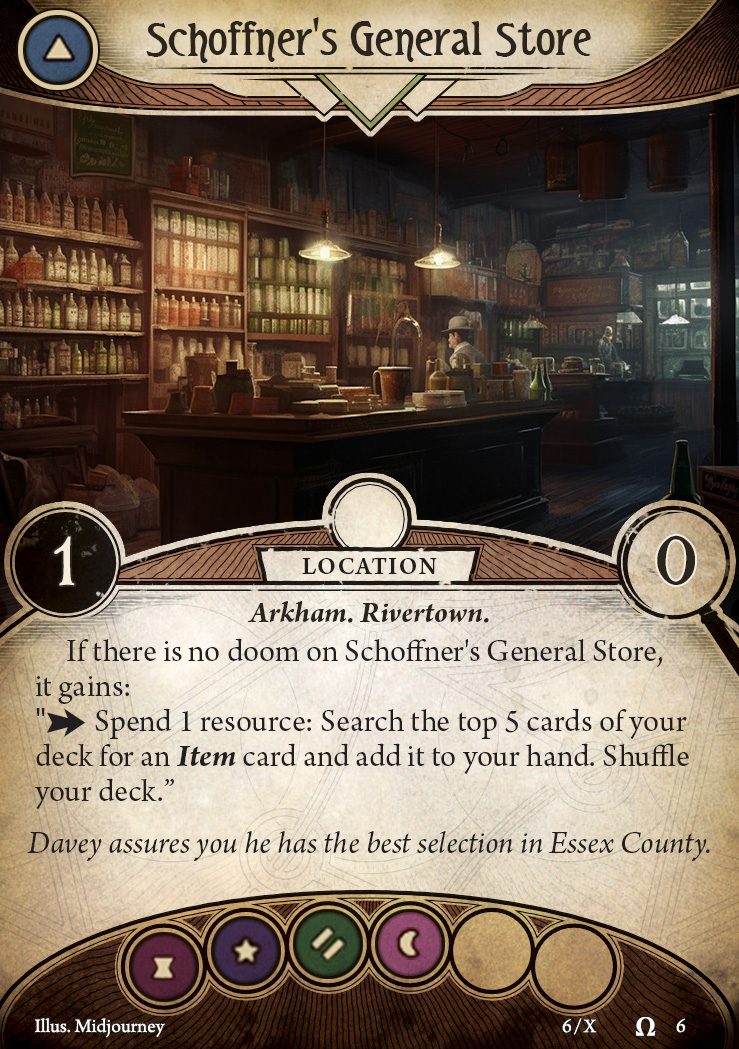 Schoffner's General Store
1
0
LOCATION
Arkham. Rivertown.
If there is no doom on Schoffner's General Store,
it gains:
" Spend 1 resource: Search the top 5 cards of your
deck for an Item card and add it to your hand. Shuffle
your deck.”
Davey assures you he has the best selection in Essex County.
Illus. Midjourney
6/X
Ω
6